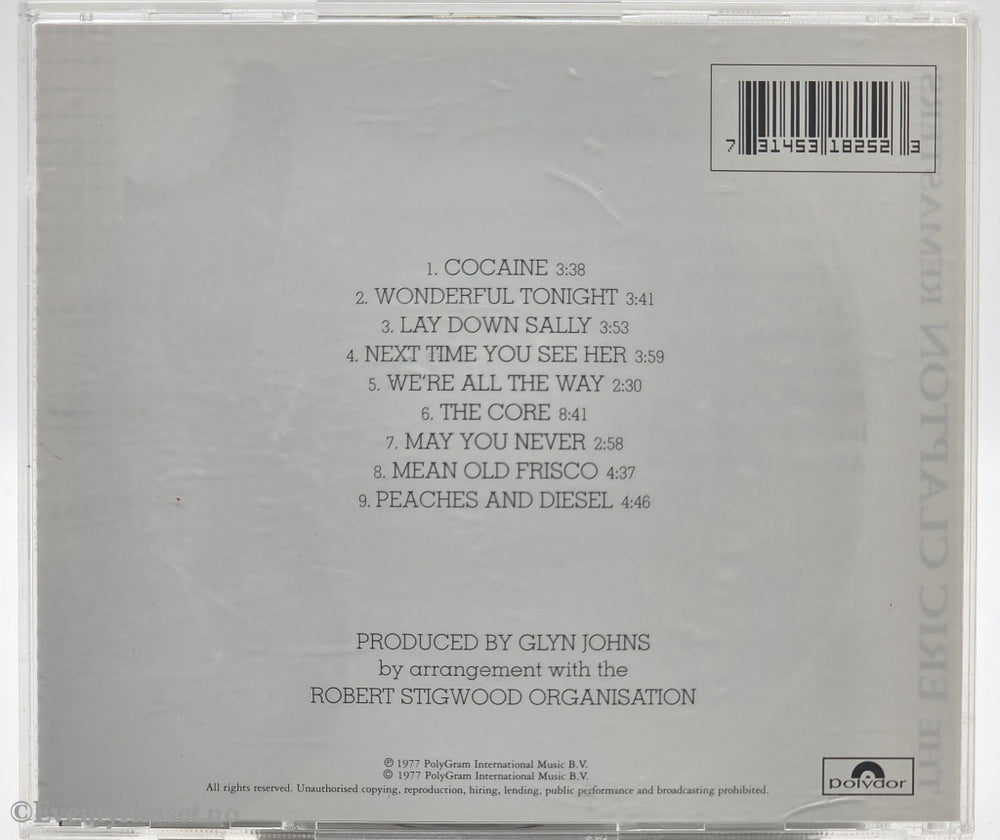 7 31453 18252 3
1. COCAINE 3:38
2. WONDERFUL TONIGHT 3:41
3. LAY DOWN SALLY 3:53
4. NEXT TIME YOU SEE HER 3:59
5. WE'RE ALL THE WAY 2:30
6. THE CORE 8:41
7. MAY YOU NEVER 2:58
8. MEAN OLD FRISCO 4:37
9. PEACHES AND DIESEL 4:46
PRODUCED BY GLYN JOHNS
by arrangement with the
ROBERT STIGWOOD ORGANISATION
℗ 1977 PolyGram International Music B.V.
© 1977 PolyGram International Music B.V.
All rights reserved. Unauthorised copying, reproduction, hiring, lending, public performance and broadcasting prohibited.
polydor
THE ERIC CLAPTON REMASTERS